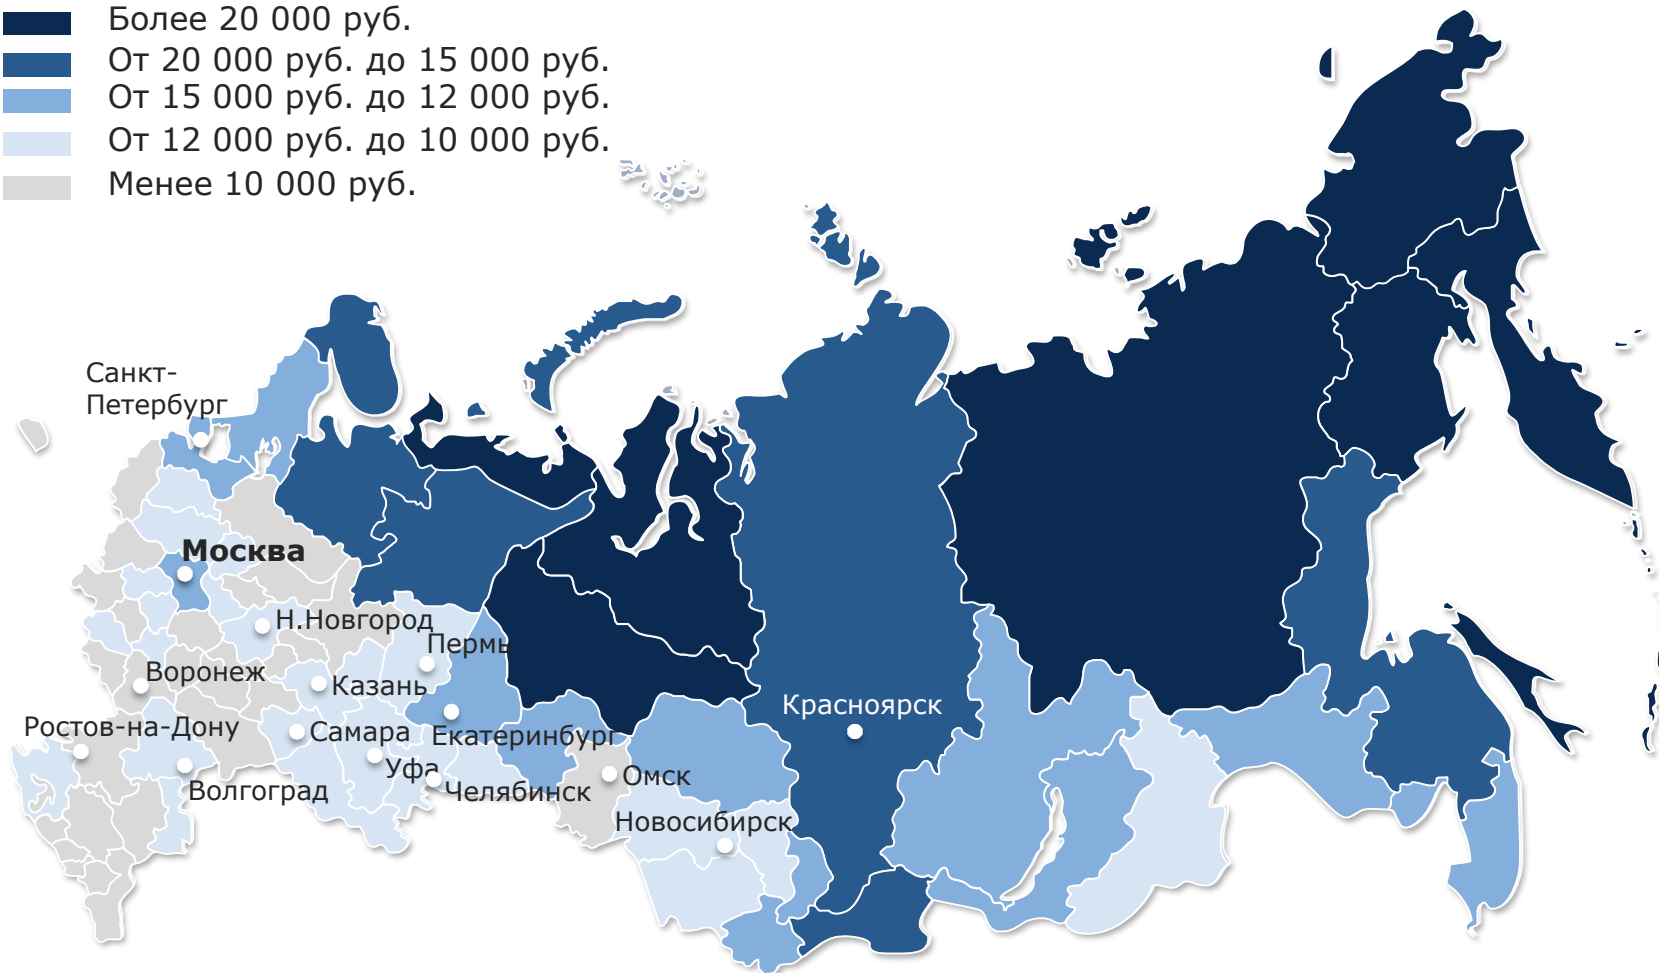 Более 20 000 руб.
От 20 000 руб. до 15 000 руб.
От 15 000 руб. до 12 000 руб.
От 12 000 руб. до 10 000 руб.
Менее 10 000 руб.
Санкт-
Петербург
Москва
Н.Новгород
Пермь
Воронеж
Казань
Красноярск
Ростов-на-Дону
Самара
Екатеринбург
Уфа
Омск
Волгоград
Челябинск
Новосибирск